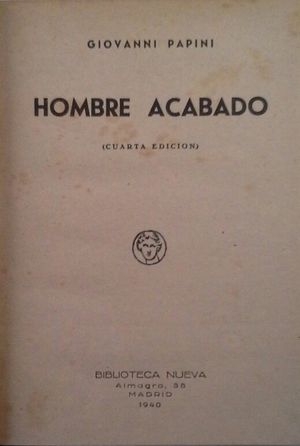 GIOVANNI PAPINI
HOMBRE ACABADO
(CUARTA EDICION)
BIBLIOTECA NUEVA
Almagro, 38
MADRID
1940